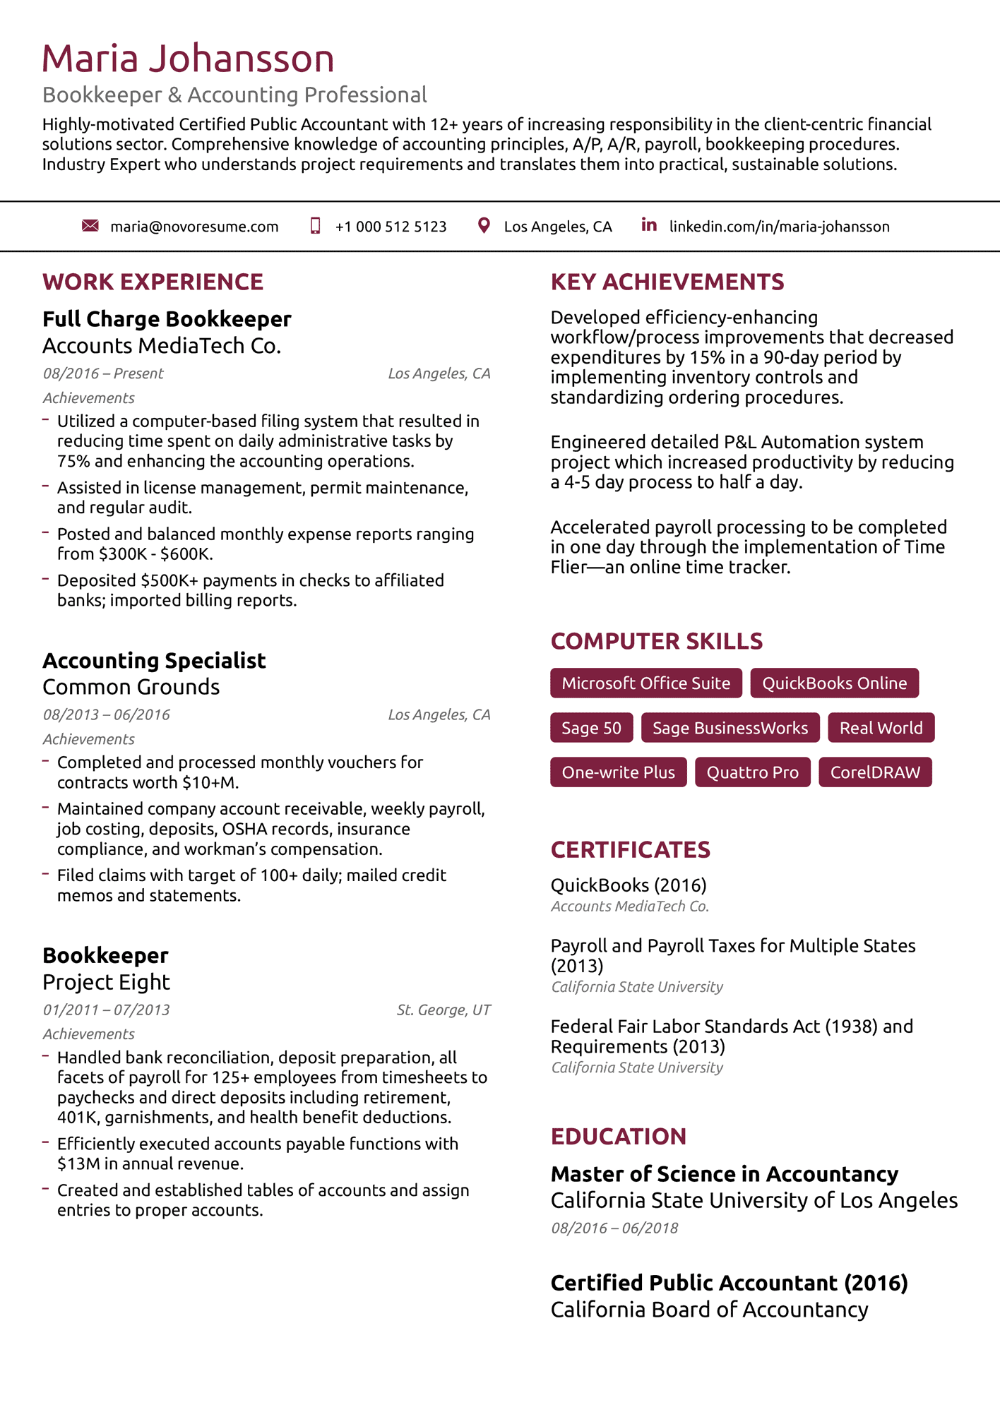 Maria Johansson
Bookkeeper & Accounting Professional
Highly-motivated Certified Public Accountant with 12+ years of increasing responsibility in the client-centric financial
solutions sector. Comprehensive knowledge of accounting principles, A/P, A/R, payroll, bookkeeping procedures.
Industry Expert who understands project requirements and translates them into practical, sustainable solutions.
maria@novoresume.com +1 000 512 5123 Los Angeles, CA linkedin.com/in/maria-johansson
WORK EXPERIENCE
Full Charge Bookkeeper
Accounts MediaTech Co.
08/2016 – Present Los Angeles, CA
Achievements
– Utilized a computer-based filing system that resulted in
reducing time spent on daily administrative tasks by
75% and enhancing the accounting operations.
– Assisted in license management, permit maintenance,
and regular audit.
– Posted and balanced monthly expense reports ranging
from $300K - $600K.
– Deposited $500K+ payments in checks to affiliated
banks; imported billing reports.
Accounting Specialist
Common Grounds
08/2013 – 06/2016 Los Angeles, CA
Achievements
– Completed and processed monthly vouchers for
contracts worth $10+M.
– Maintained company account receivable, weekly payroll,
job costing, deposits, OSHA records, insurance
compliance, and workman's compensation.
– Filed claims with target of 100+ daily; mailed credit
memos and statements.
Bookkeeper
Project Eight
01/2011 – 07/2013 St. George, UT
Achievements
– Handled bank reconciliation, deposit preparation, all
facets of payroll for 125+ employees from timesheets to
paychecks and direct deposits including retirement,
401K, garnishments, and health benefit deductions.
– Efficiently executed accounts payable functions with
$13M in annual revenue.
– Created and established tables of accounts and assign
entries to proper accounts.
KEY ACHIEVEMENTS
Developed efficiency-enhancing
workflow/process improvements that decreased
expenditures by 15% in a 90-day period by
implementing inventory controls and
standardizing ordering procedures.
Engineered detailed P&L Automation system
project which increased productivity by reducing
a 4-5 day process to half a day.
Accelerated payroll processing to be completed
in one day through the implementation of Time
Flier—an online time tracker.
COMPUTER SKILLS
Microsoft Office Suite QuickBooks Online
Sage 50 Sage BusinessWorks Real World
One-write Plus Quattro Pro CorelDRAW
CERTIFICATES
QuickBooks (2016)
Accounts MediaTech Co.
Payroll and Payroll Taxes for Multiple States
(2013)
California State University
Federal Fair Labor Standards Act (1938) and
Requirements (2013)
California State University
EDUCATION
Master of Science in Accountancy
California State University of Los Angeles
08/2016 – 06/2018
Certified Public Accountant (2016)
California Board of Accountancy